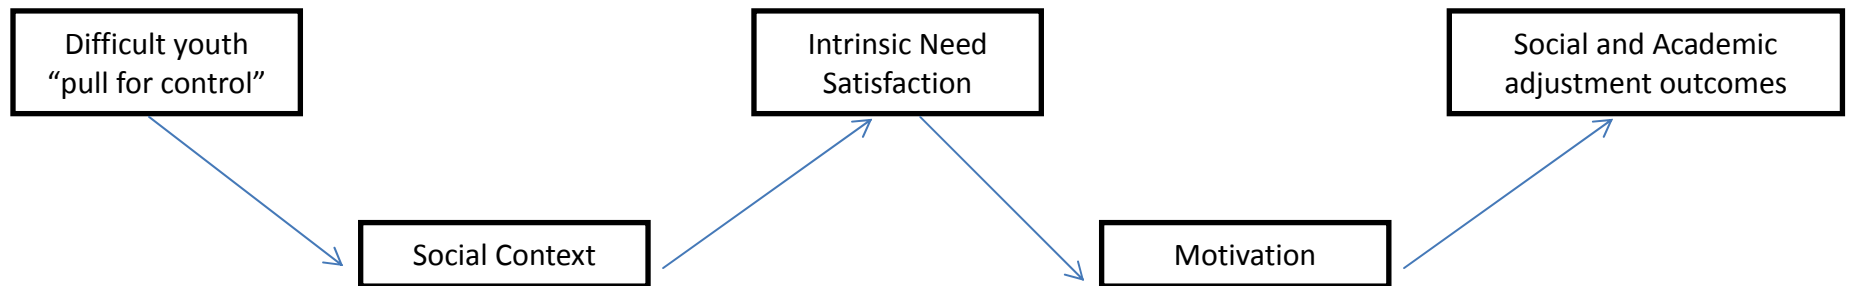 Difficult youth
“pull for control”
Intrinsic Need
Satisfaction
Social and Academic
adjustment outcomes
Social Context
Motivation